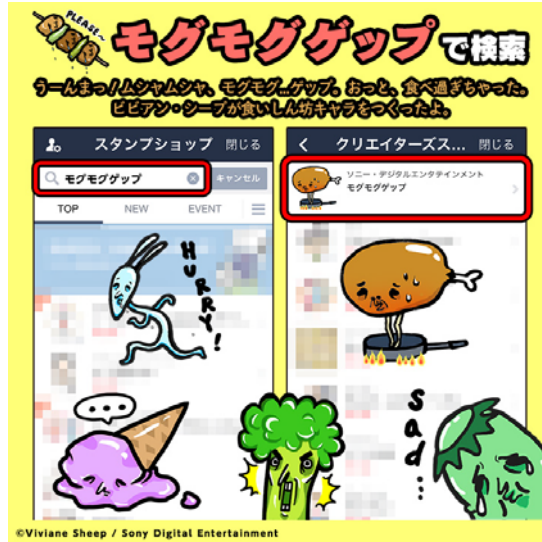 PLEASE~
モグモグゲップで検索
うーんまっ！ムシャムシャ、モグモグ…ゲップ。おっと、食べ過ぎちゃった。
ビビアン・シープが食いしん坊キャラをつくったよ。
スタンプショップ 閉じる
モグモグゲップ キャンセル
TOP NEW EVENT
HURRY!
クリエイターズス... 閉じる
ソニー・デジタルエンタテインメント
モグモグゲップ
sad...
©Viviane Sheep / Sony Digital Entertainment